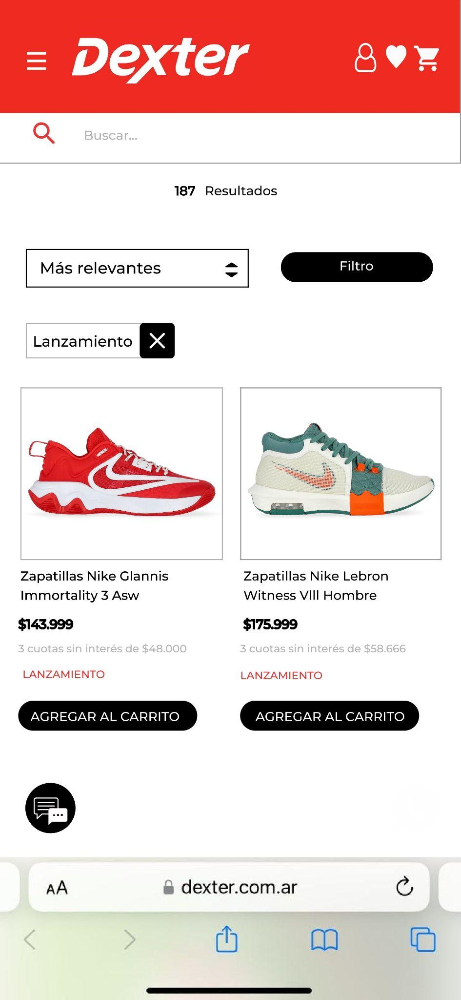 Dexter
Buscar...
187 Resultados
Más relevantes
Filtro
Lanzamiento
Zapatillas Nike Glannis
Immortality 3 Asw
$143.999
3 cuotas sin interés de $48.000
LANZAMIENTO
AGREGAR AL CARRITO
Zapatillas Nike Lebron
Witness Vlll Hombre
$175.999
3 cuotas sin interés de $58.666
LANZAMIENTO
AGREGAR AL CARRITO
AA
dexter.com.ar